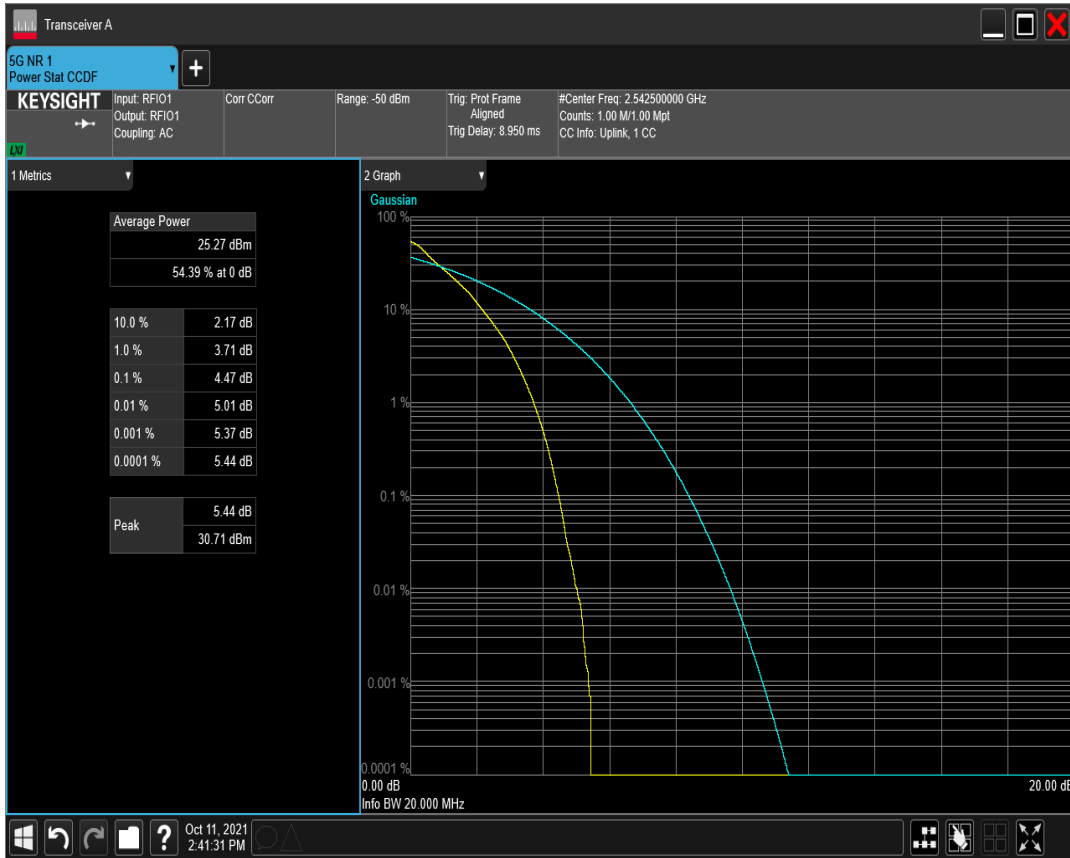 Transceiver A
5G NR 1
Power Stat CCDF
KEYSIGHT
LXI
Input: RFIO1
Output: RFIO1
Coupling: AC
Corr CCorr
Range: -50 dBm
Trig: Prot Frame
Aligned
Trig Delay: 8.950 ms
#Center Freq: 2.542500000 GHz
Counts: 1.00 M/1.00 Mpt
CC Info: Uplink, 1 CC
1 Metrics
Average Power
25.27 dBm
54.39 % at 0 dB
10.0 % 2.17 dB
1.0 % 3.71 dB
0.1 % 4.47 dB
0.01 % 5.01 dB
0.001 % 5.37 dB
0.0001 % 5.44 dB
Peak
5.44 dB
30.71 dBm
2 Graph
Gaussian
100 %
10 %
1 %
0.1 %
0.01 %
0.001 %
0.0001 %
0.00 dB 20.00 dB
Info BW 20.000 MHz
Oct 11, 2021
2:41:31 PM